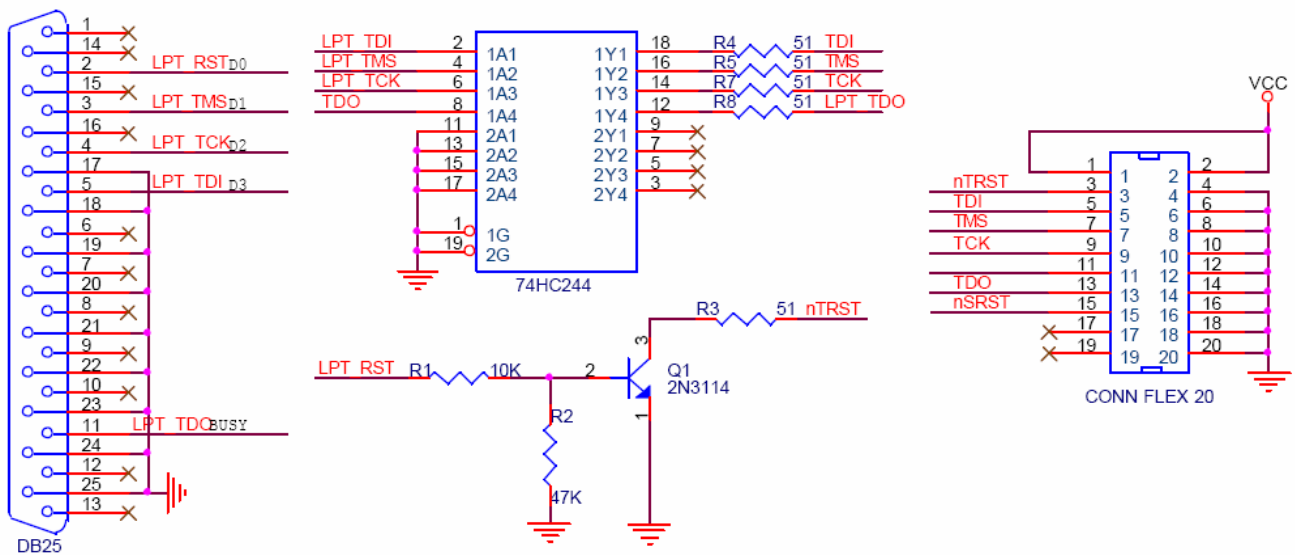 1
14
2 LPT_RST D0
15
3 LPT_TMS D1
16
4 LPT_TCK D2
17
5 LPT_TDI D3
18
6
19
7
20
8
21
9
22
10
23
11 LPT_TDO BUSY
24
12
25
13
DB25
LPT_TDI 2 1A1 1Y1 18 R4 51 TDI
LPT_TMS 4 1A2 1Y2 16 R5 51 TMS
LPT_TCK 6 1A3 1Y3 14 R7 51 TCK
TDO 8 1A4 1Y4 12 R8 51 LPT_TDO
11 2A1 2Y1 9
13 2A2 2Y2 7
15 2A3 2Y3 5
17 2A4 2Y4 3
1 1G
19 2G
74HC244
R3 51 nTRST
LPT_RST R1 10K 2 3 Q1
2N3114
1
R2
47K
VCC
1 1 2 2
nTRST 3 3 4 4
TDI 5 5 6 6
TMS 7 7 8 8
TCK 9 9 10 10
11 11 12 12
TDO 13 13 14 14
nSRST 15 15 16 16
17 17 18 18
19 19 20 20
CONN FLEX 20